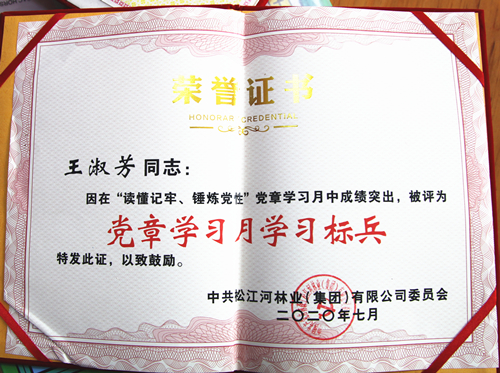 荣誉证书
HONORARY CREDENTIAL
王淑芳同志：
因在“读懂记牢、锤炼党性”党章学习月中成绩突出，被评为
党章学习月学习标兵
特发此证，以致鼓励。
中共松江河林业（集团）有限公司委员会
二〇二〇年七月